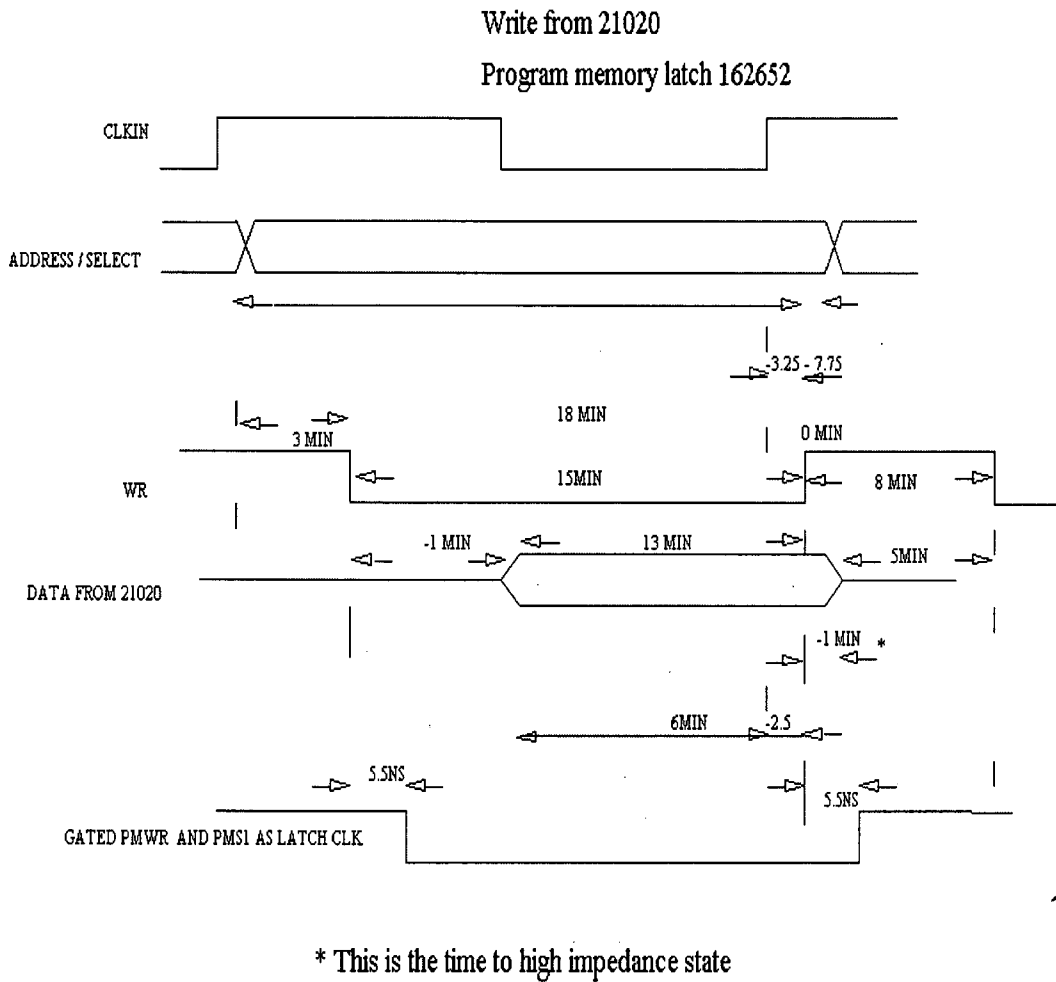 Write from 21020
Program memory latch 162652
CLKIN
ADDRESS / SELECT
-3.25 - 7.75
18 MIN
3 MIN
0 MIN
WR
15MIN
8 MIN
-1 MIN
13 MIN
5MIN
DATA FROM 21020
-1 MIN *
6MIN
-2.5
5.5NS
5.5NS
GATED PMWR AND PMS1 AS LATCH CLK
* This is the time to high impedance state